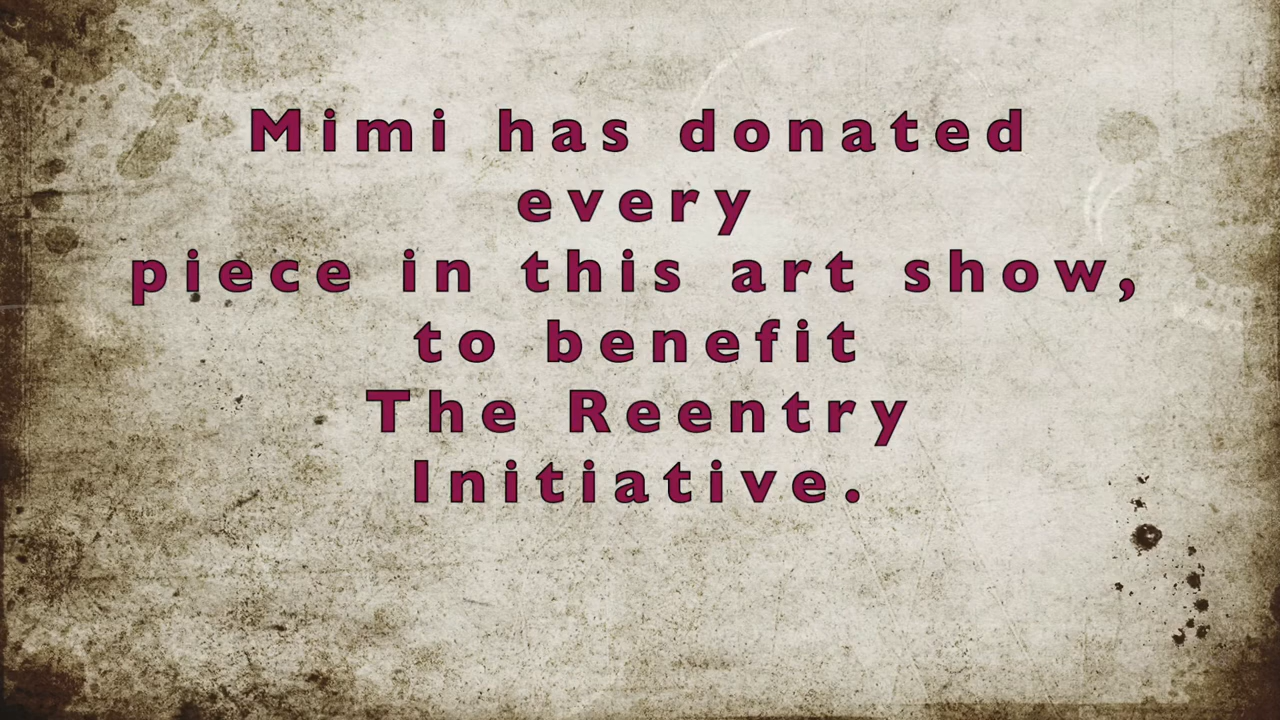 Mimi has donated
every
piece in this art show,
to benefit
The Reentry
Initiative.